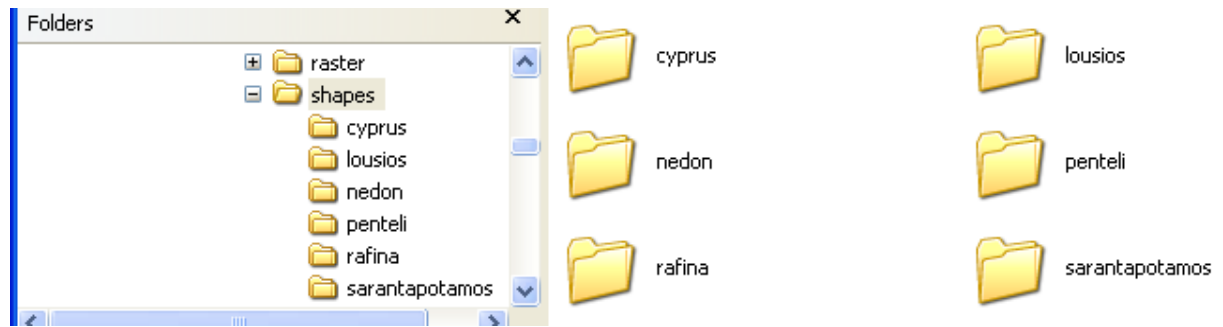 Folders
raster
shapes
cyprus
lousios
nedon
penteli
rafina
sarantapotamos
cyprus
lousios
nedon
penteli
rafina
sarantapotamos